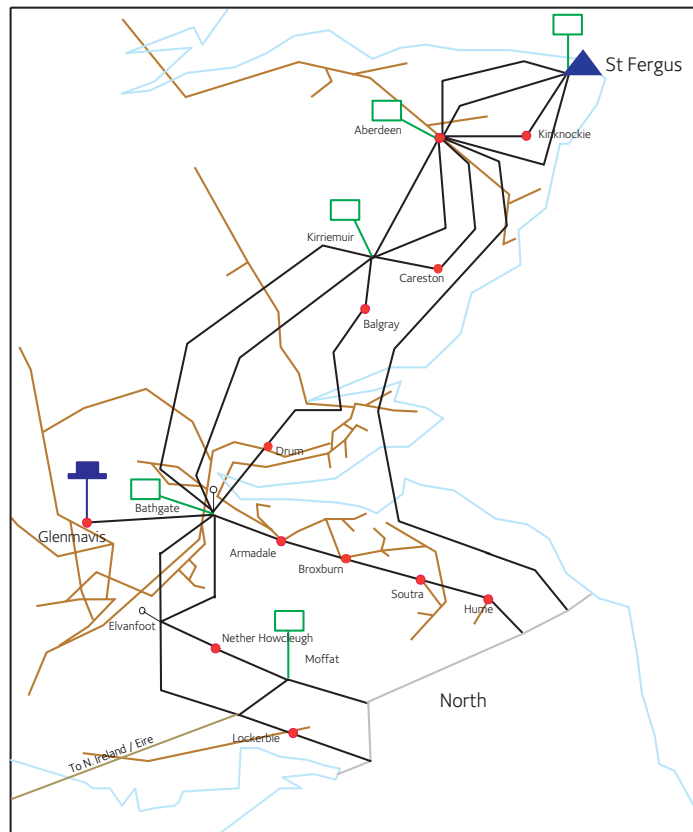 St Fergus
Aberdeen
Kinknockie
Kirriemuir
Careston
Balgray
Drum
Bathgate
Glenmavis
Armadale
Broxburn
Soutra
Hume
Elvanfoot
Nether Howcleugh
Moffat
North
Lockerbie
To N. Ireland / Eire